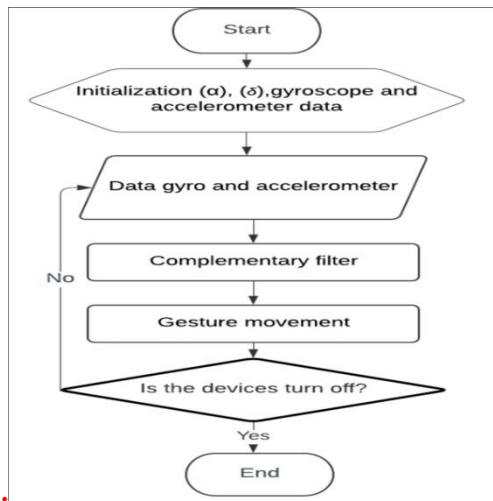 Start
Initialization (α), (δ),gyroscope and
accelerometer data
Data gyro and accelerometer
Complementary filter
No
Gesture movement
Is the devices turn off?
Yes
End